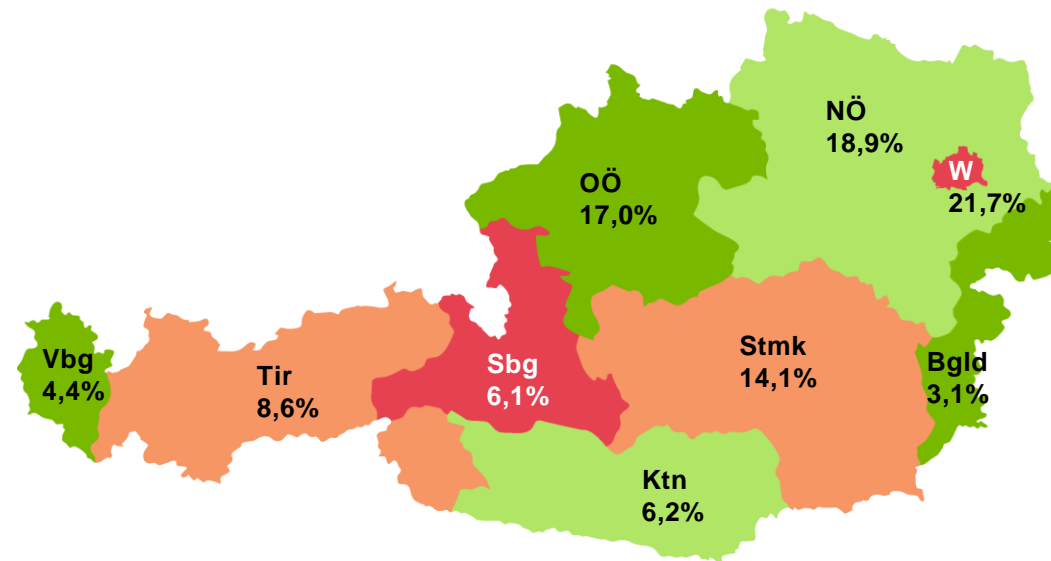 NÖ
18,9%
W
21,7%
OÖ
17,0%
Vbg
4,4%
Tir
8,6%
Sbg
6,1%
Stmk
14,1%
Bgld
3,1%
Ktn
6,2%